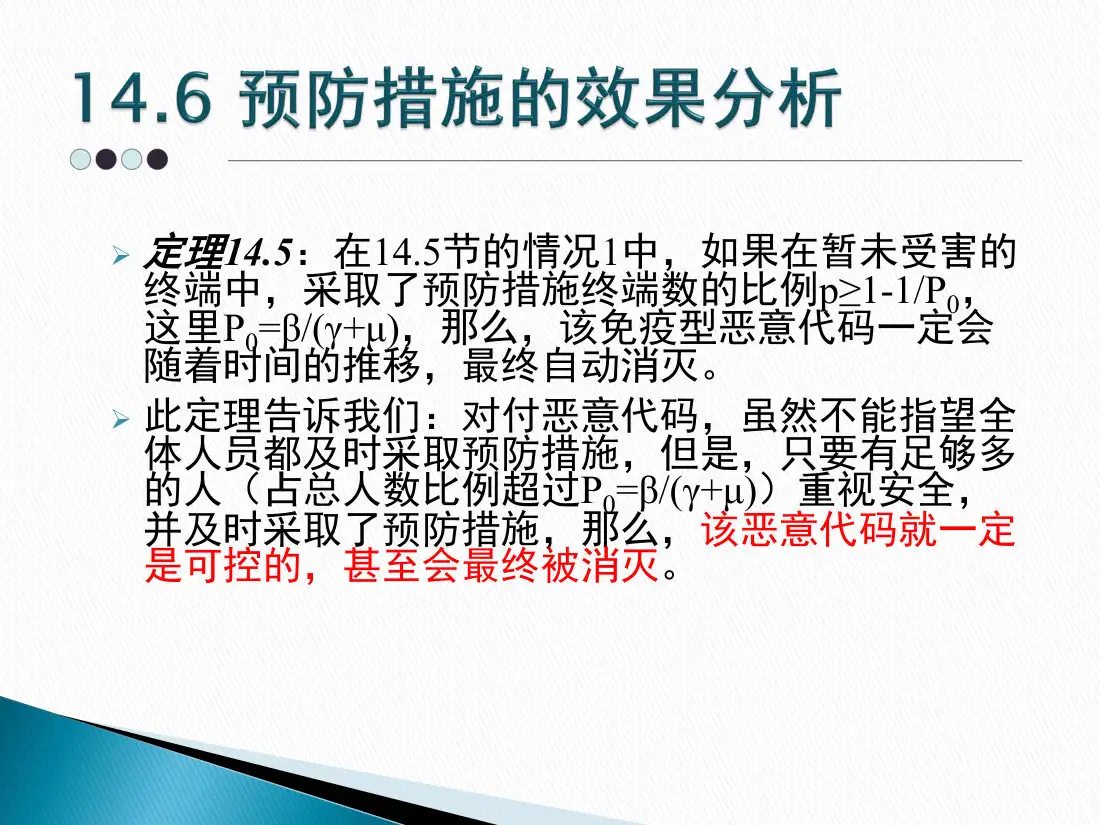 14.6 预防措施的效果分析
定理14.5：在14.5节的情况1中，如果在暂未受害的
终端中，采取了预防措施终端数的比例p≥1-1/P₀，
这里P₀=β/(γ+μ)，那么，该免疫型恶意代码一定会
随着时间的推移，最终自动消灭。
此定理告诉我们：对付恶意代码，虽然不能指望全
体人员都及时采取预防措施，但是，只要有足够多
的人（占总人数比例超过P₀=β/(γ+μ)）重视安全，
并及时采取了预防措施，那么，该恶意代码就一定
是可控的，甚至会最终被消灭。